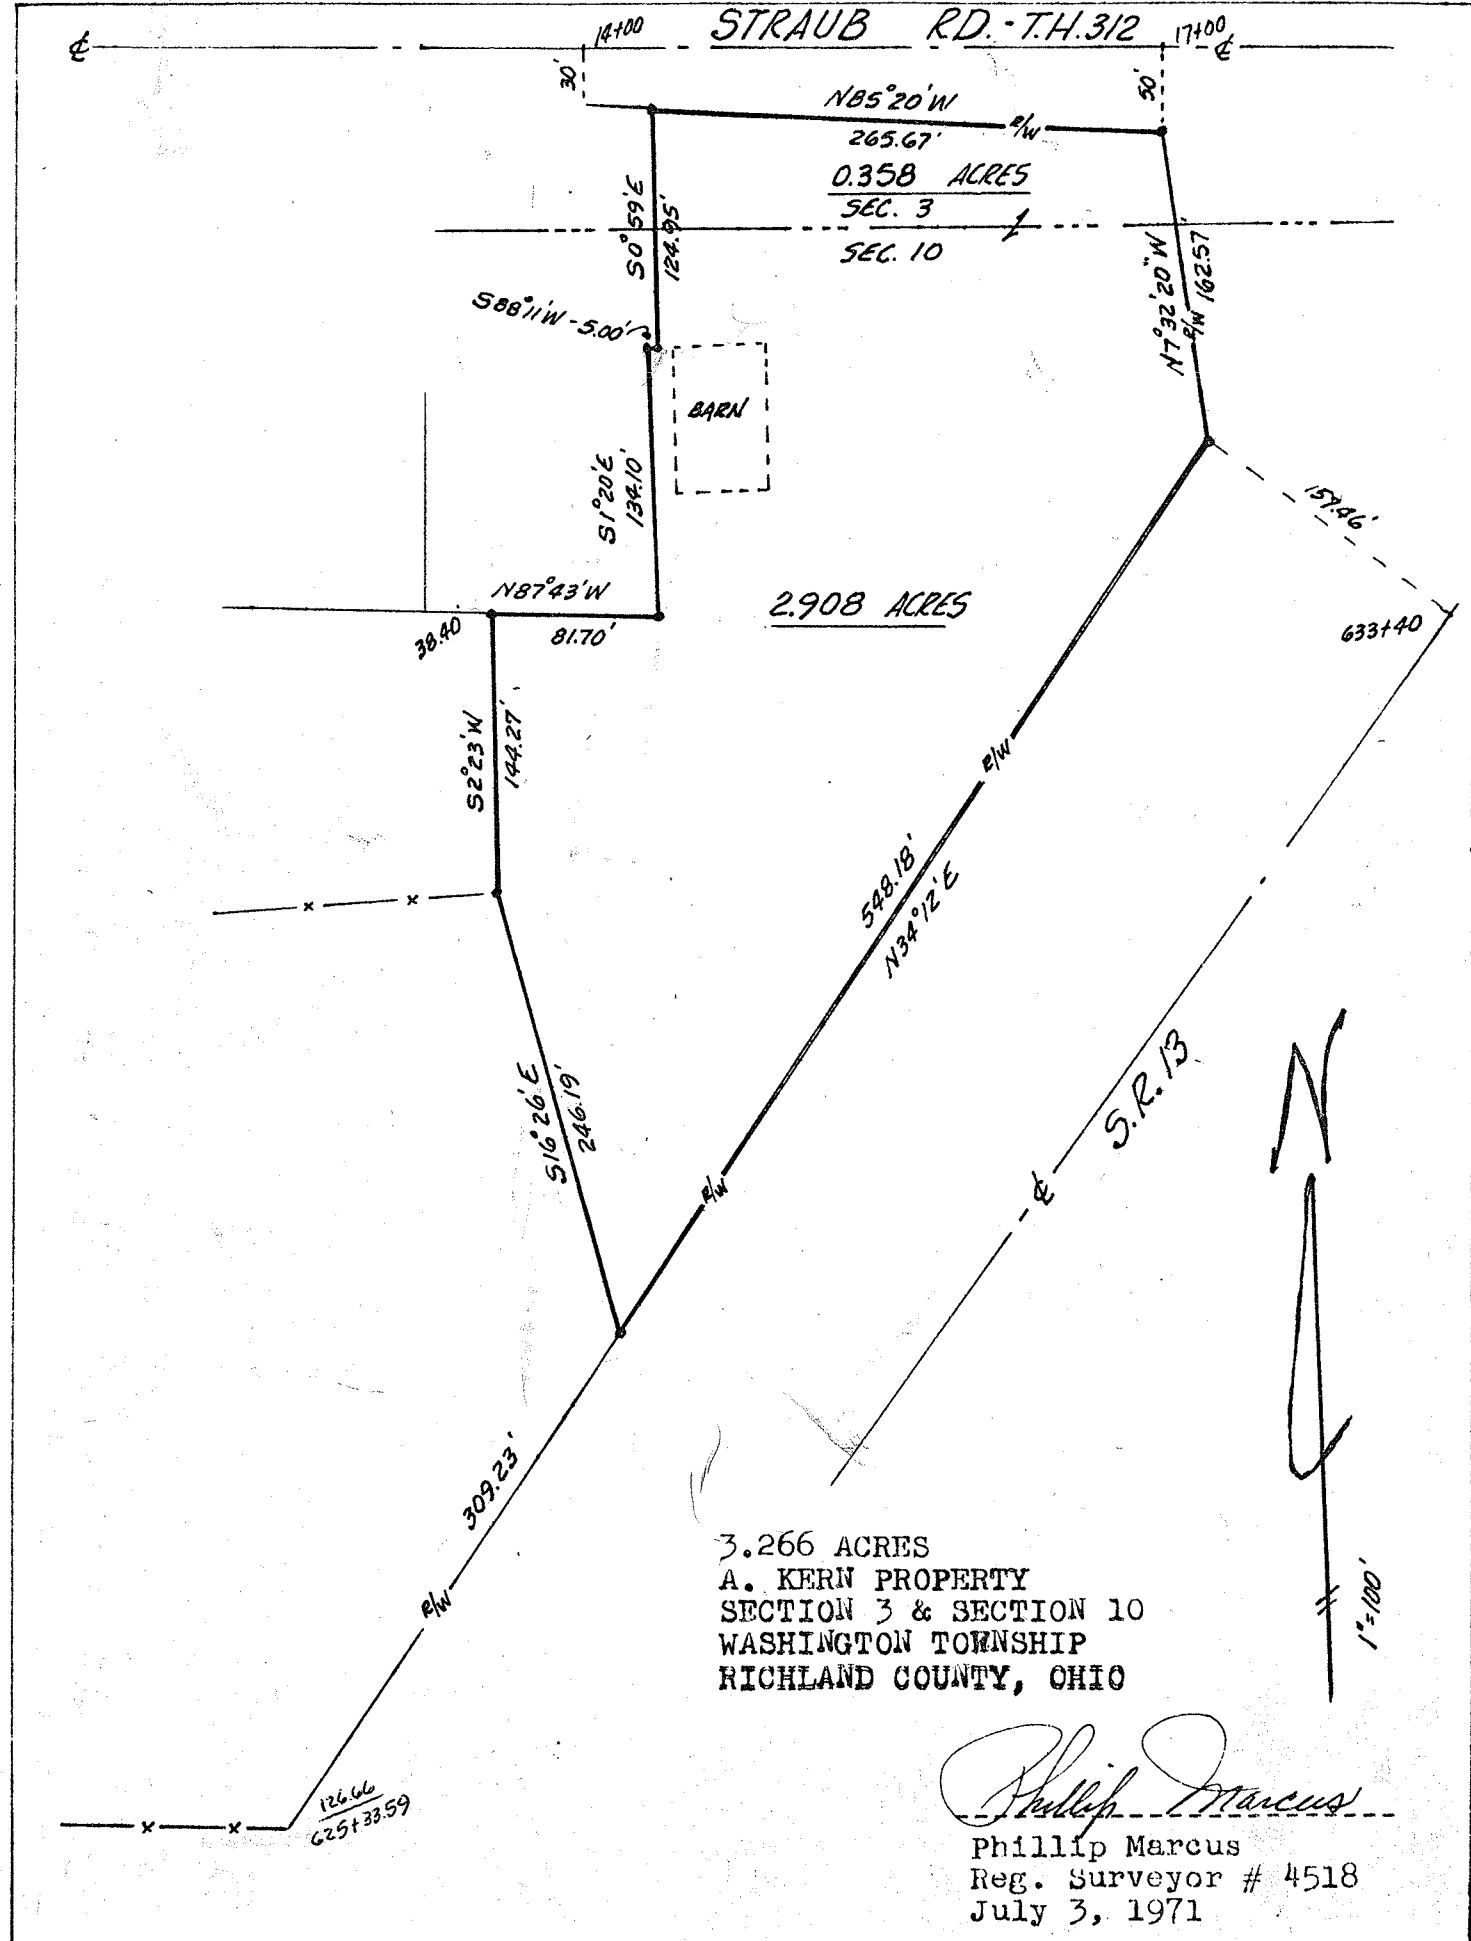 STRAUB RD. - T.H. 312
℄
14+00
17+00 ℄
30'
50'
N85°20'W
R/W
265.67'
0.358 ACRES
SEC. 3
SEC. 10
S0°59'E
124.95'
N7°32'20"W
R/W 162.57'
S88°11'W - 5.00'
BARN
S1°20'E
134.10'
157.46'
N87°43'W
81.70'
38.40
2.908 ACRES
633+40
S2°23'W
144.27'
R/W
548.18'
N34°12'E
S16°26'E
246.19'
S.R. 13
℄
R/W
N
309.23'
R/W
1"=100'
3.266 ACRES
A. KERN PROPERTY
SECTION 3 & SECTION 10
WASHINGTON TOWNSHIP
RICHLAND COUNTY, OHIO
126.66
625+33.59
Phillip Marcus
Phillip Marcus
Reg. Surveyor # 4518
July 3, 1971